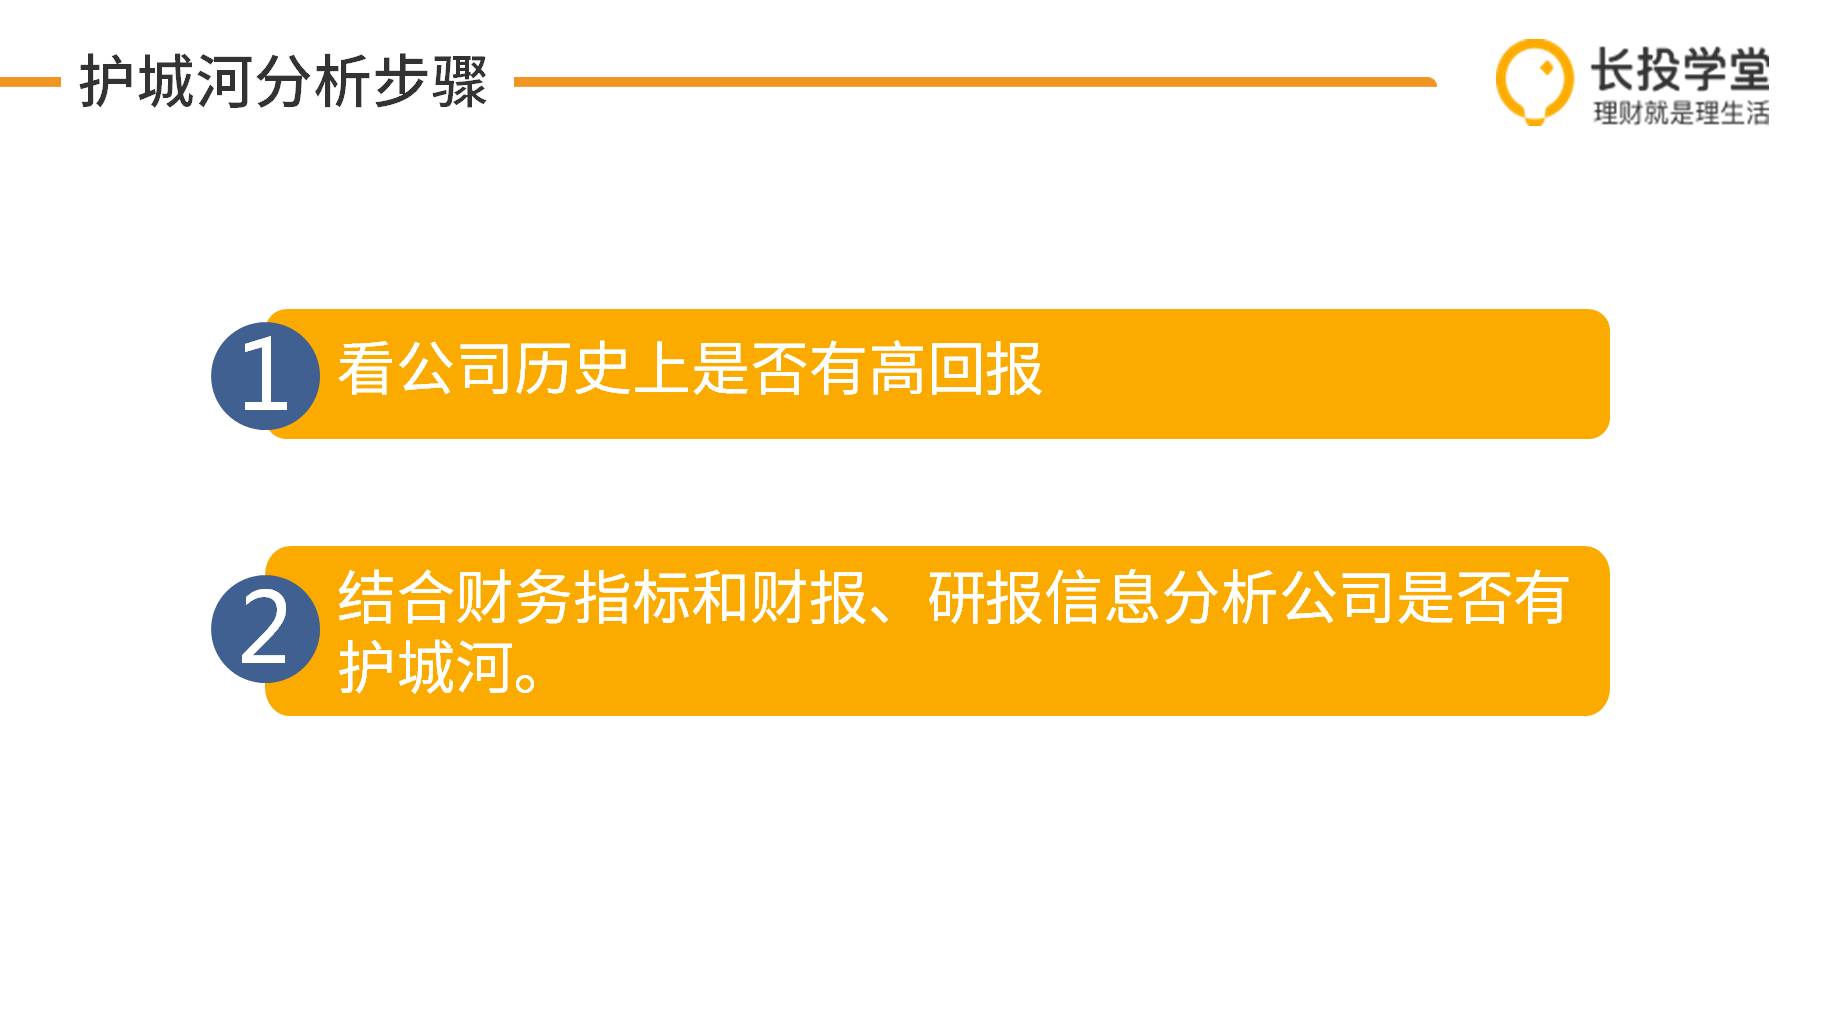 护城河分析步骤
长投学堂
理财就是理生活
1
看公司历史上是否有高回报
2
结合财务指标和财报、研报信息分析公司是否有
护城河。